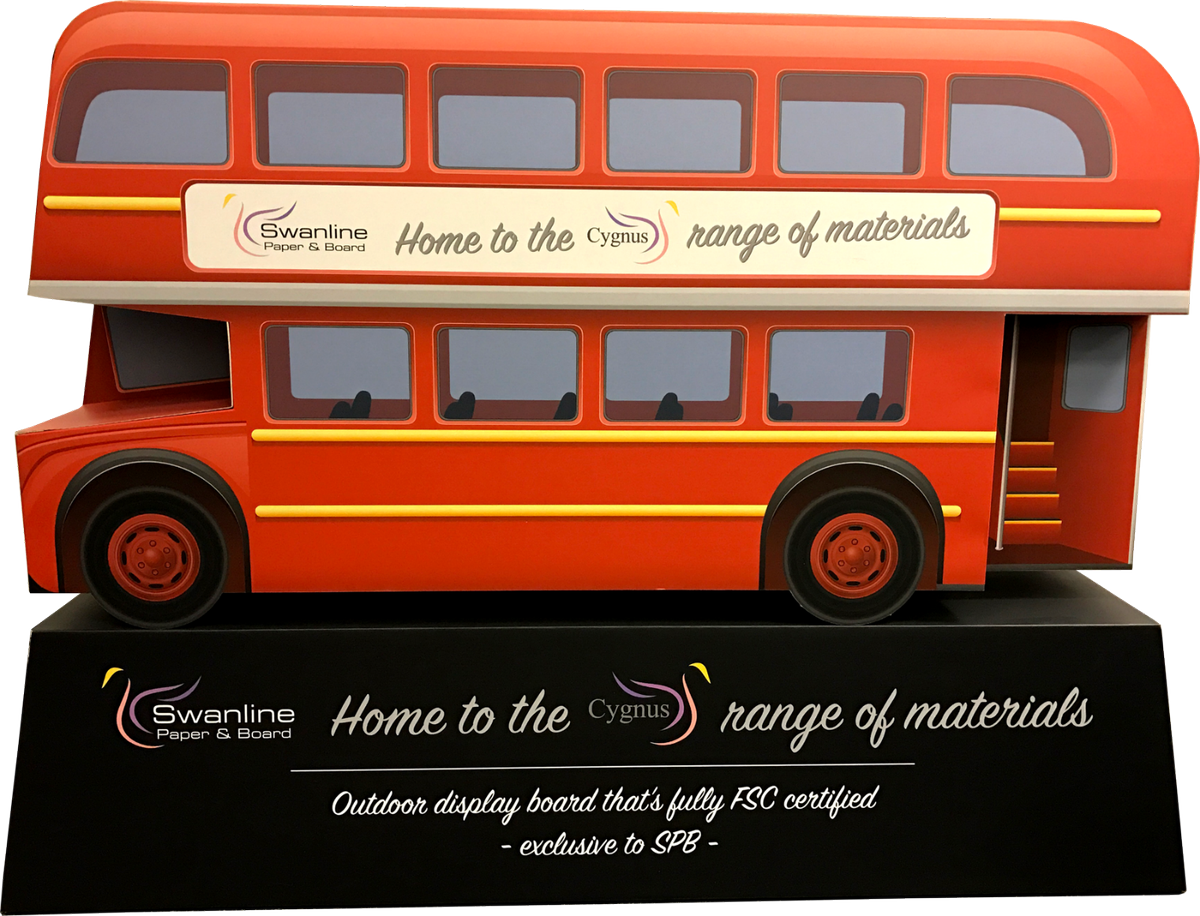 Swanline Paper & Board Home to the Cygnus range of materials
Swanline Paper & Board Home to the Cygnus range of materials
Outdoor display board that's fully FSC certified
- exclusive to SPB -